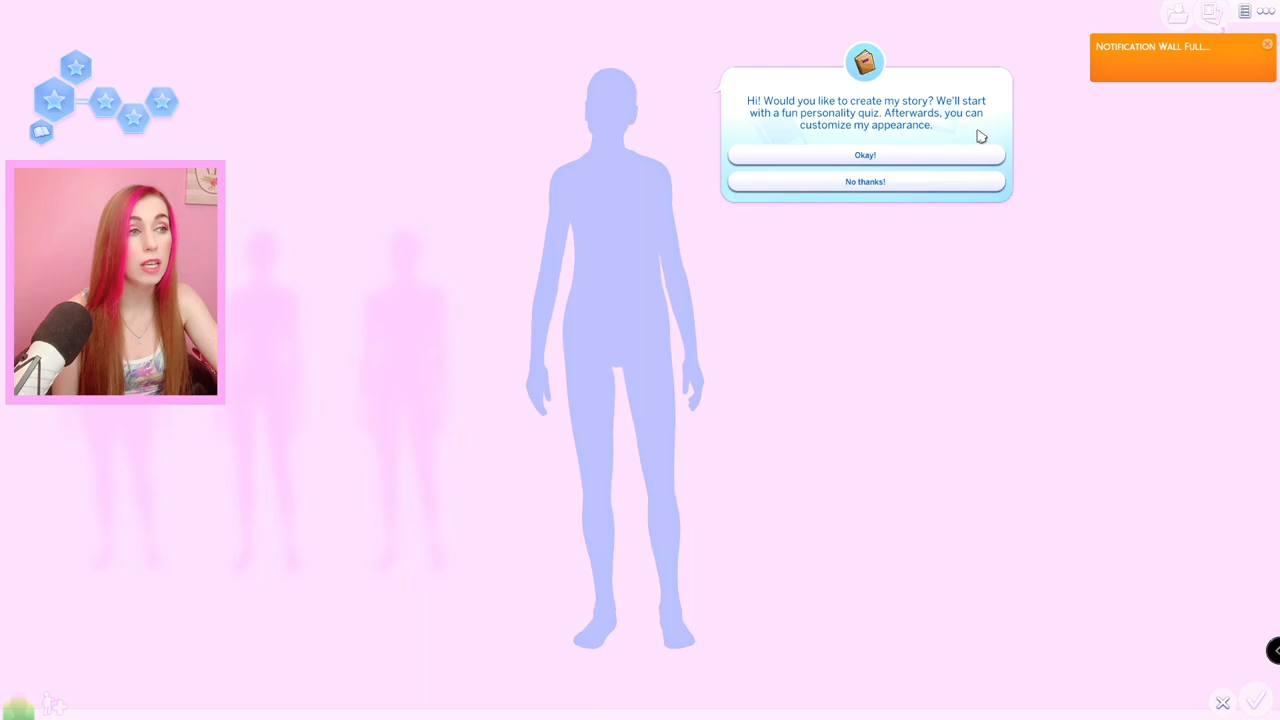 NOTIFICATION WALL FULL...
Hi! Would you like to create my story? We'll start
with a fun personality quiz. Afterwards, you can
customize my appearance.
Okay!
No thanks!